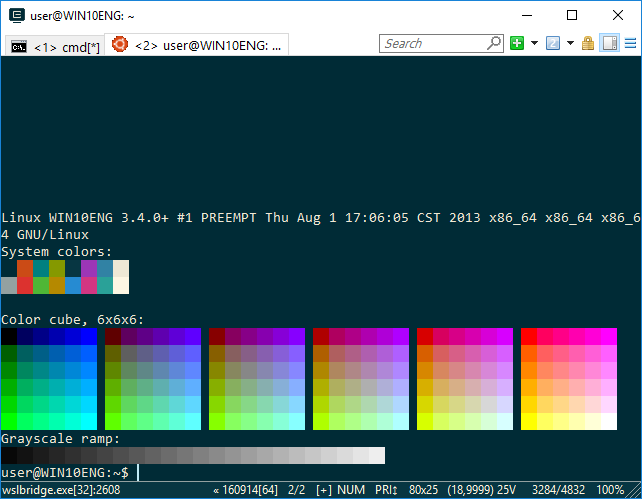 user@WIN10ENG: ~
<1> cmd[*]
<2> user@WIN10ENG: ...
Search
Linux WIN10ENG 3.4.0+ #1 PREEMPT Thu Aug 1 17:06:05 CST 2013 x86_64 x86_64 x86_6
4 GNU/Linux
System colors:
Color cube, 6x6x6:
Grayscale ramp:
user@WIN10ENG:~$
wslbridge.exe[32]:2608 « 160914[64] 2/2 [+] NUM PRI↕ 80x25 (18,9999) 25V 3284/4832 100%